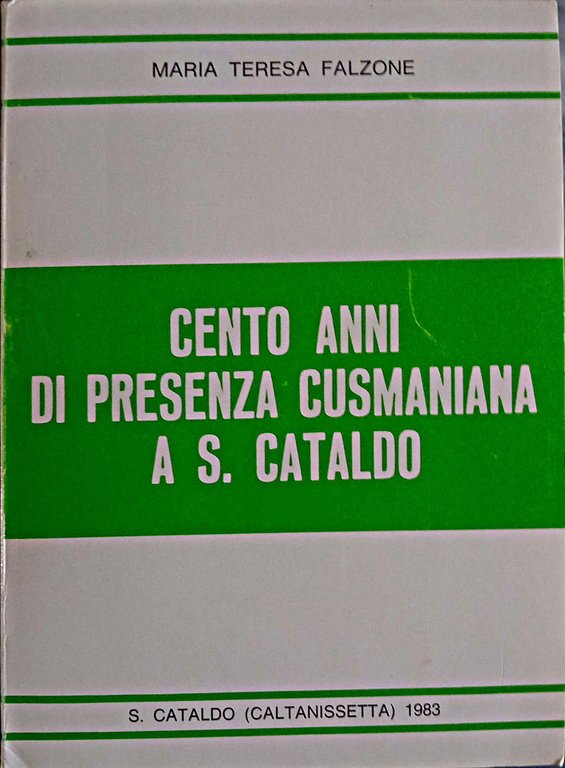 MARIA TERESA FALZONE
CENTO ANNI
DI PRESENZA CUSMANIANA
A S. CATALDO
S. CATALDO (CALTANISSETTA) 1983